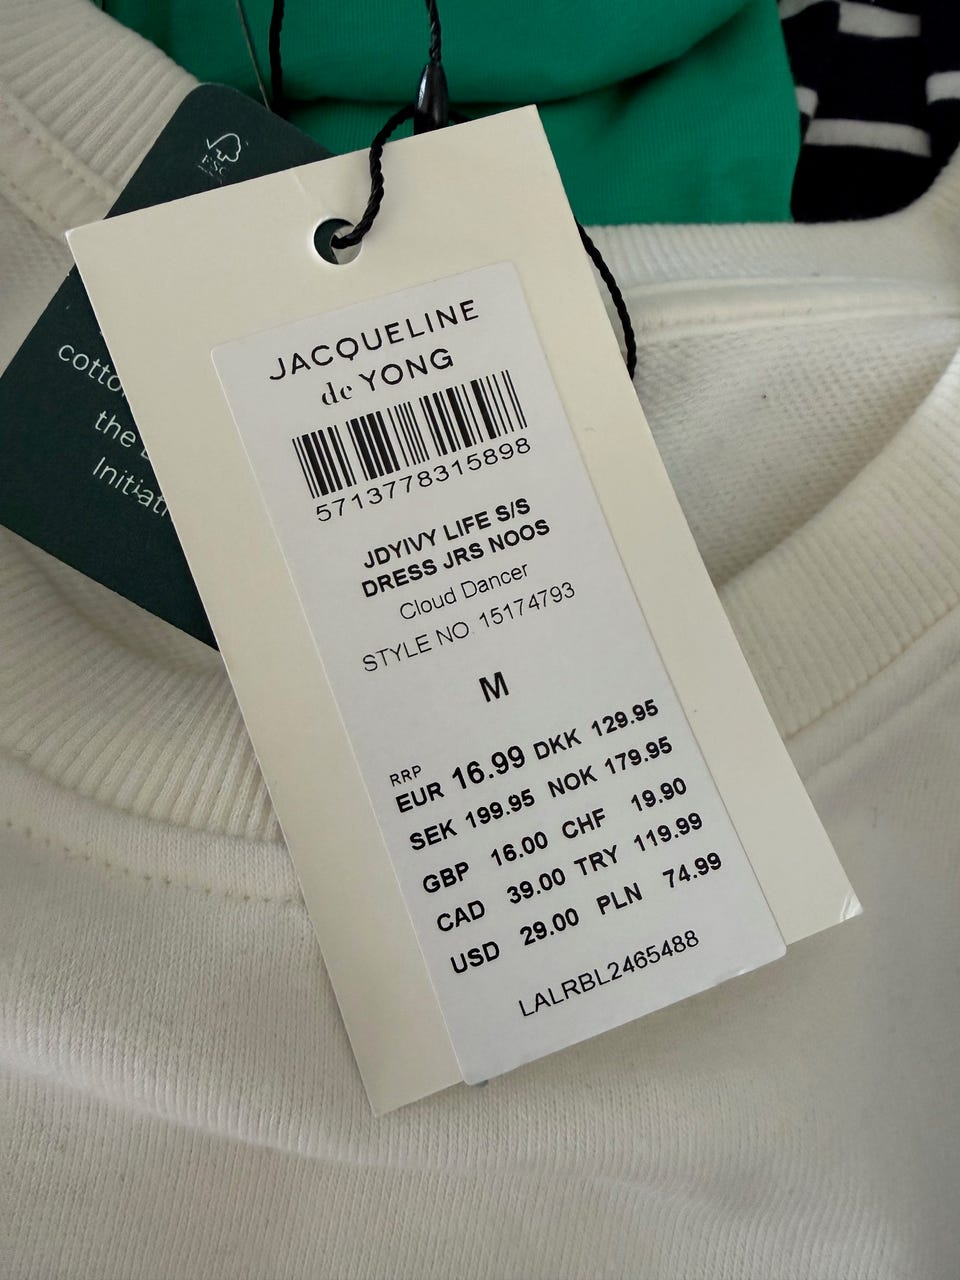 FSC
cotto
the
Initiati
JACQUELINE
de YONG
5713778315898
JDYIVY LIFE S/S
DRESS JRS NOOS
Cloud Dancer
STYLE NO 15174793
M
RRP
EUR 16.99 DKK 129.95
SEK 199.95 NOK 179.95
GBP 16.00 CHF 19.90
CAD 39.00 TRY 119.99
USD 29.00 PLN 74.99
LALRBL2465488